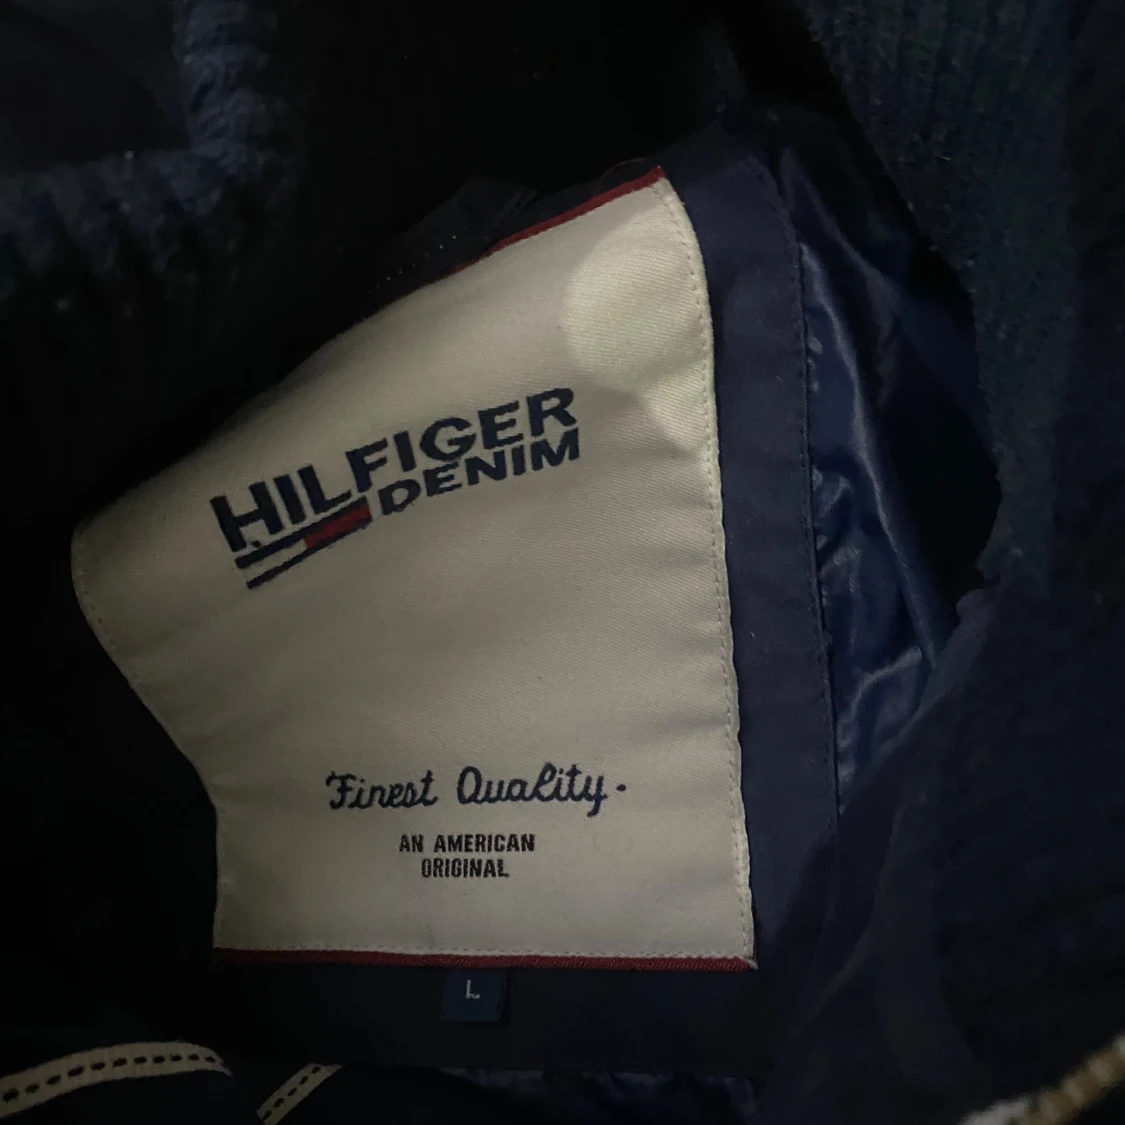 HILFIGER
DENIM
Finest Quality.
AN AMERICAN
ORIGINAL
L